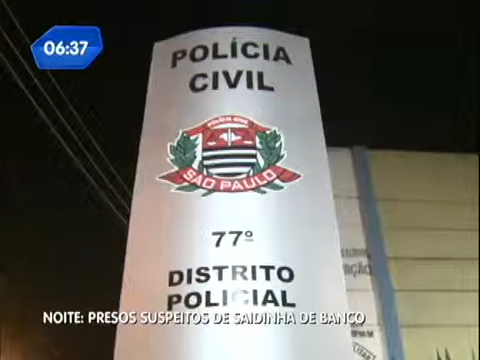 06:37
POLÍCIA
CIVIL
POLÍCIA CIVIL
SÃO PAULO
77º
DISTRITO
POLICIAL
NOITE: PRESOS SUSPEITOS DE SAIDINHA DE BANCO